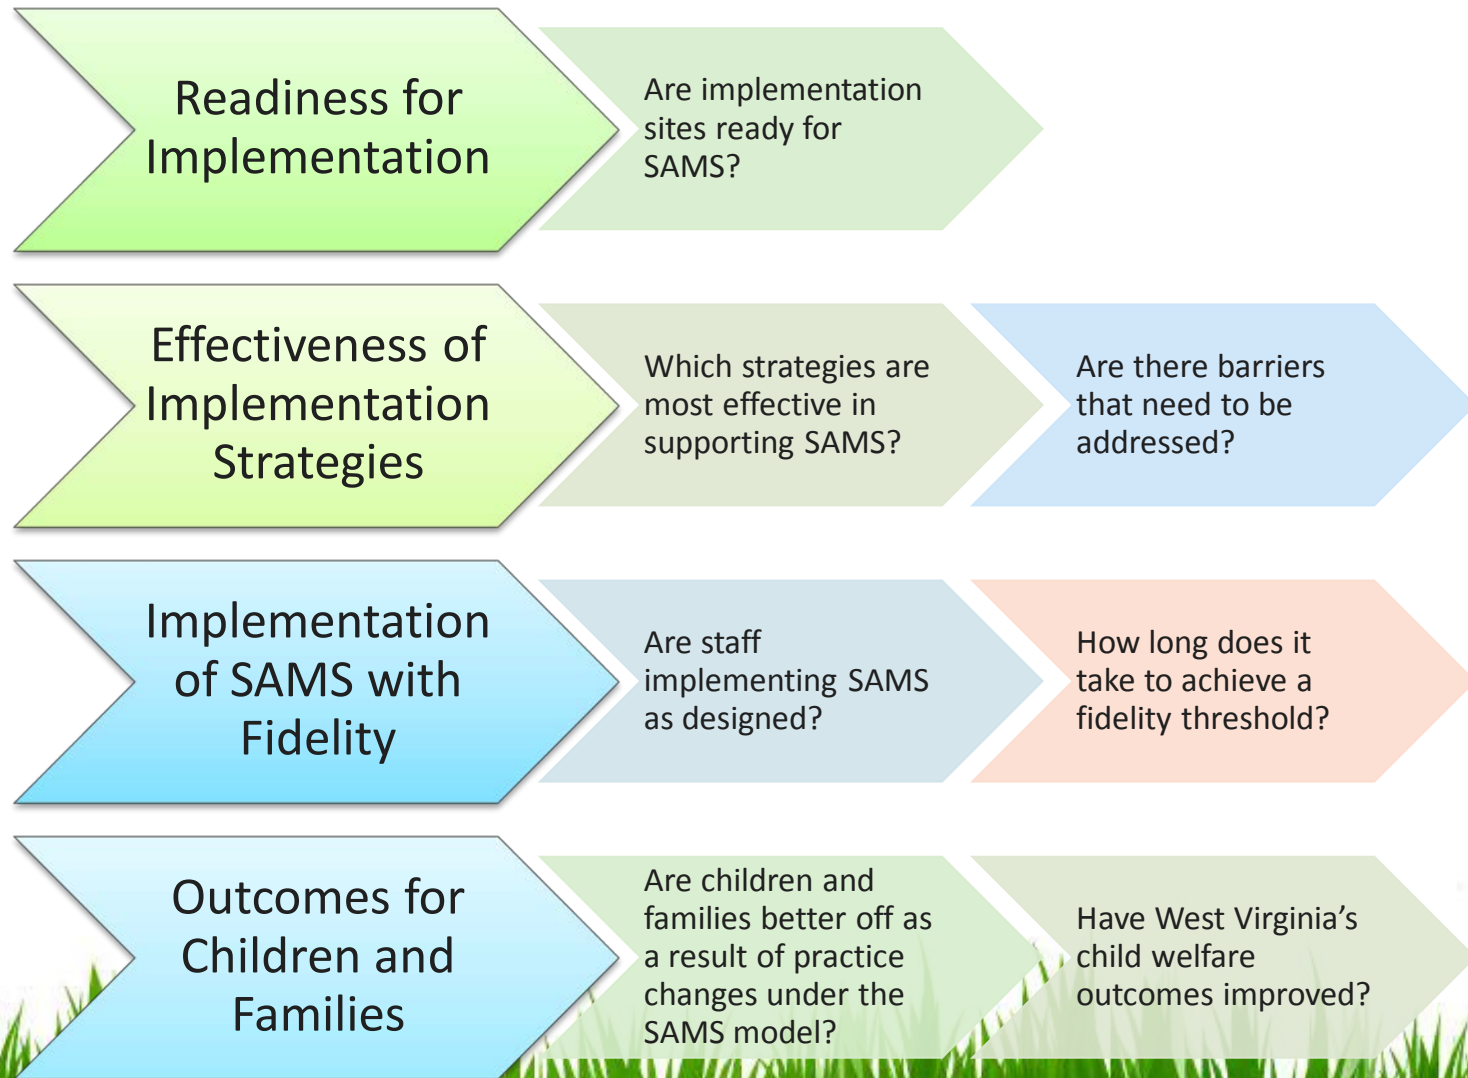 Readiness for
Implementation
Are implementation
sites ready for
SAMS?
Effectiveness of
Implementation
Strategies
Which strategies are
most effective in
supporting SAMS?
Are there barriers
that need to be
addressed?
Implementation
of SAMS with
Fidelity
Are staff
implementing SAMS
as designed?
How long does it
take to achieve a
fidelity threshold?
Outcomes for
Children and
Families
Are children and
families better off as
a result of practice
changes under the
SAMS model?
Have West Virginia’s
child welfare
outcomes improved?